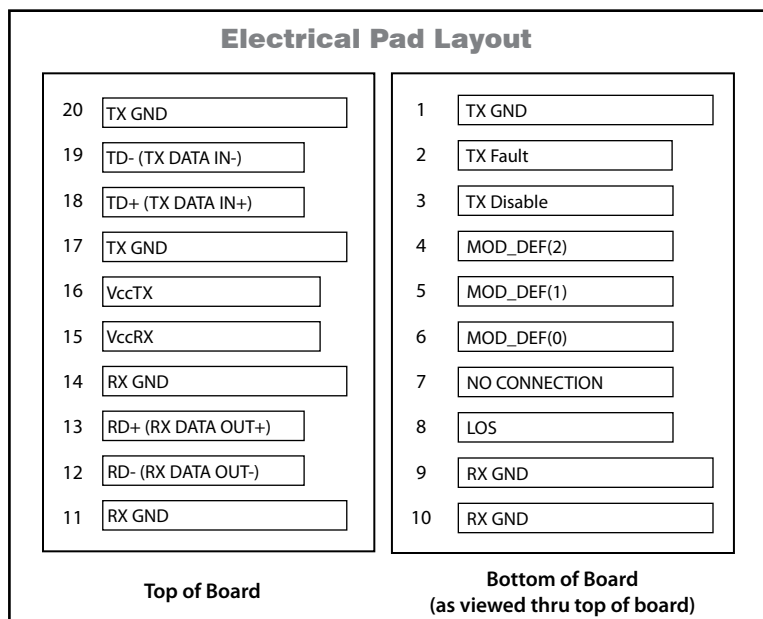 Electrical Pad Layout
20 TX GND
19 TD- (TX DATA IN-)
18 TD+ (TX DATA IN+)
17 TX GND
16 VccTX
15 VccRX
14 RX GND
13 RD+ (RX DATA OUT+)
12 RD- (RX DATA OUT-)
11 RX GND
Top of Board
1 TX GND
2 TX Fault
3 TX Disable
4 MOD_DEF(2)
5 MOD_DEF(1)
6 MOD_DEF(0)
7 NO CONNECTION
8 LOS
9 RX GND
10 RX GND
Bottom of Board
(as viewed thru top of board)